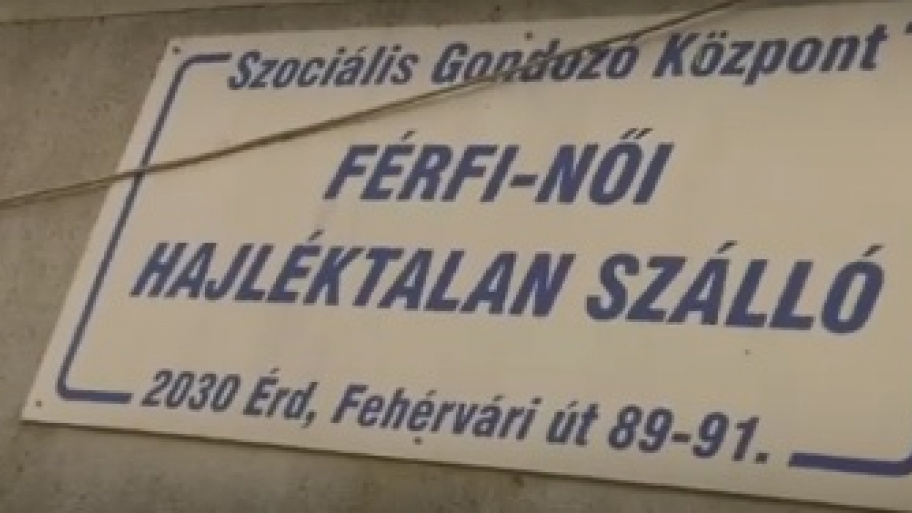 Szociális Gondozó Központ
FÉRFI-NŐI
HAJLÉKTALAN SZÁLLÓ
2030 Érd, Fehérvári út 89-91.